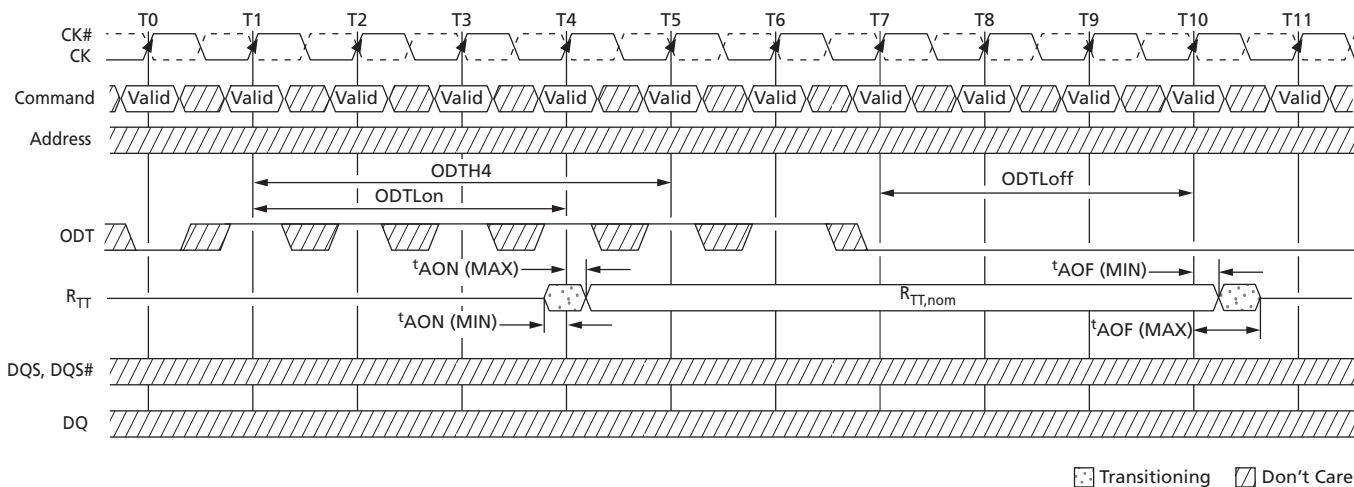 T0 T1 T2 T3 T4 T5 T6 T7 T8 T9 T10 T11
CK#
CK
Command Valid Valid Valid Valid Valid Valid Valid Valid Valid Valid Valid Valid
Address
ODTH4
ODTLoff
ODTLon
ODT
tAON (MAX) tAOF (MIN)
RTT RTT,nom
tAON (MIN) tAOF (MAX)
DQS, DQS#
DQ
Transitioning Don't Care